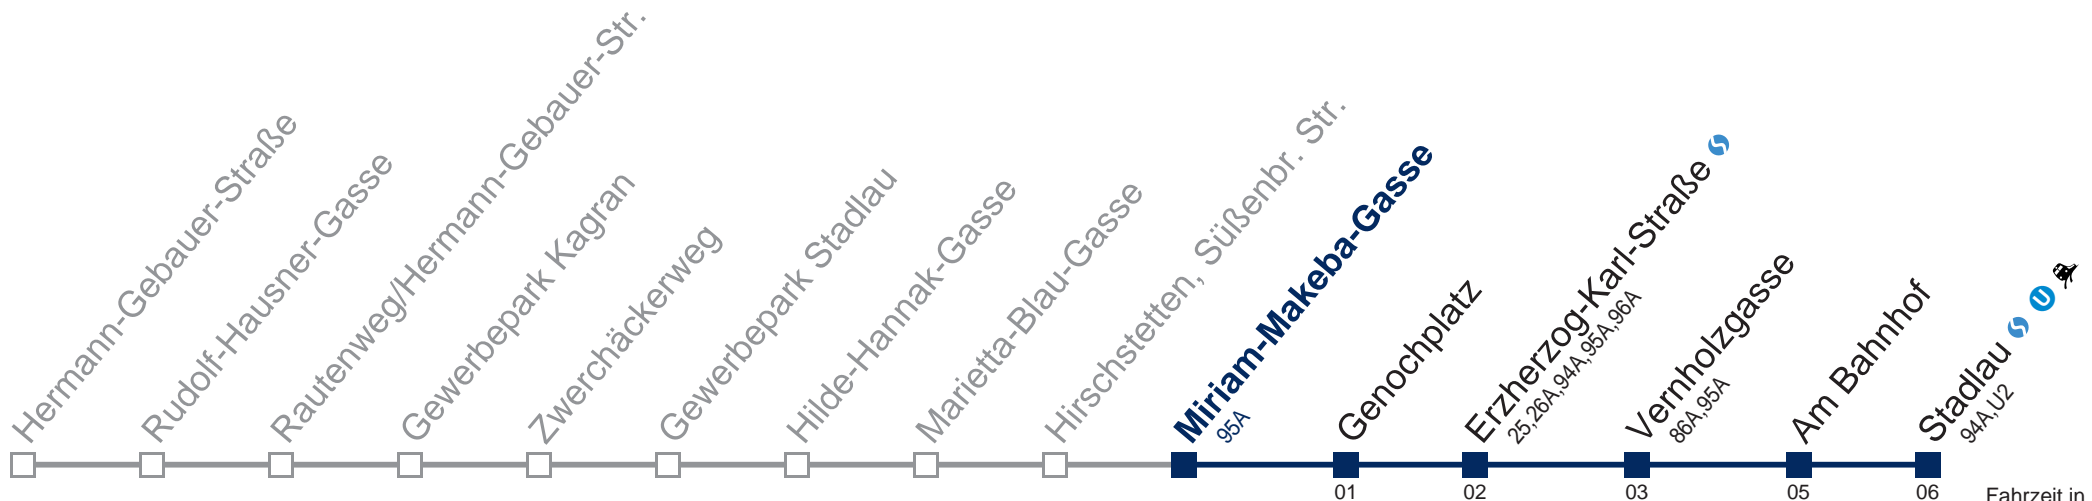 Hermann-Gebauer-Straße
Rudolf-Hausner-Gasse
Rautenweg/Hermann-Gebauer-Str.
Gewerbepark Kagran
Zwerchäckerweg
Gewerbepark Stadlau
Hilde-Hannak-Gasse
Marietta-Blau-Gasse
Hirschstetten, Süßenbr. Str.
Miriam-Makeba-Gasse
95A
Genochplatz
Erzherzog-Karl-Straße
25,26A,94A,95A,96A
Vernholzgasse
86A,95A
Am Bahnhof
Stadlau U
94A,U2
01 02 03 05 06 Fahrzeit in